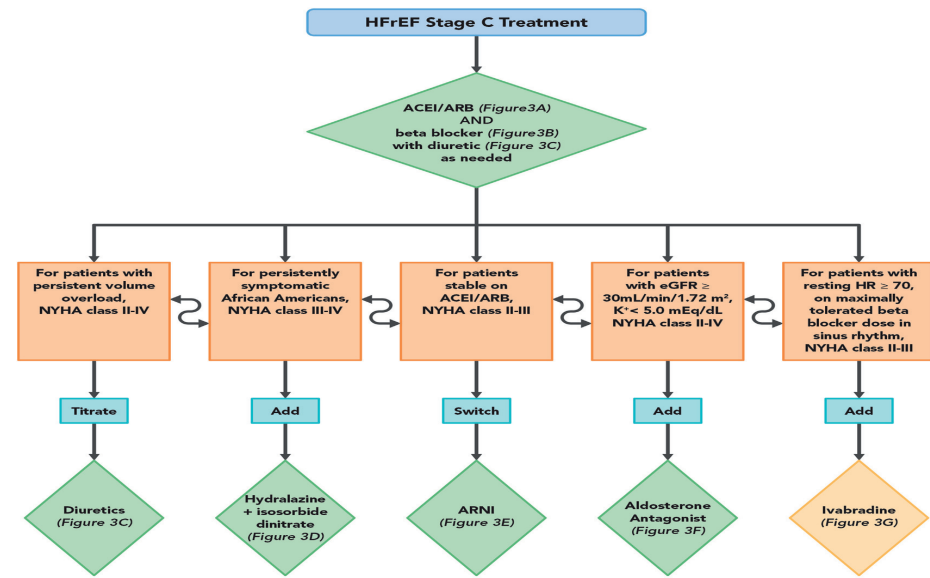 HFrEF Stage C Treatment
ACEI/ARB (Figure3A)
AND
beta blocker (Figure3B)
with diuretic (Figure 3C)
as needed
For patients with
persistent volume
overload,
NYHA class II-IV
For persistently
symptomatic
African Americans,
NYHA class III-IV
For patients
stable on
ACEI/ARB,
NYHA class II-III
For patients
with eGFR ≥
30mL/min/1.72 m²,
K⁺< 5.0 mEq/dL
NYHA class II-IV
For patients with
resting HR ≥ 70,
on maximally
tolerated beta
blocker dose in
sinus rhythm,
NYHA class II-III
Titrate
Add
Switch
Add
Add
Diuretics
(Figure 3C)
Hydralazine
+ isosorbide
dinitrate
(Figure 3D)
ARNI
(Figure 3E)
Aldosterone
Antagonist
(Figure 3F)
Ivabradine
(Figure 3G)